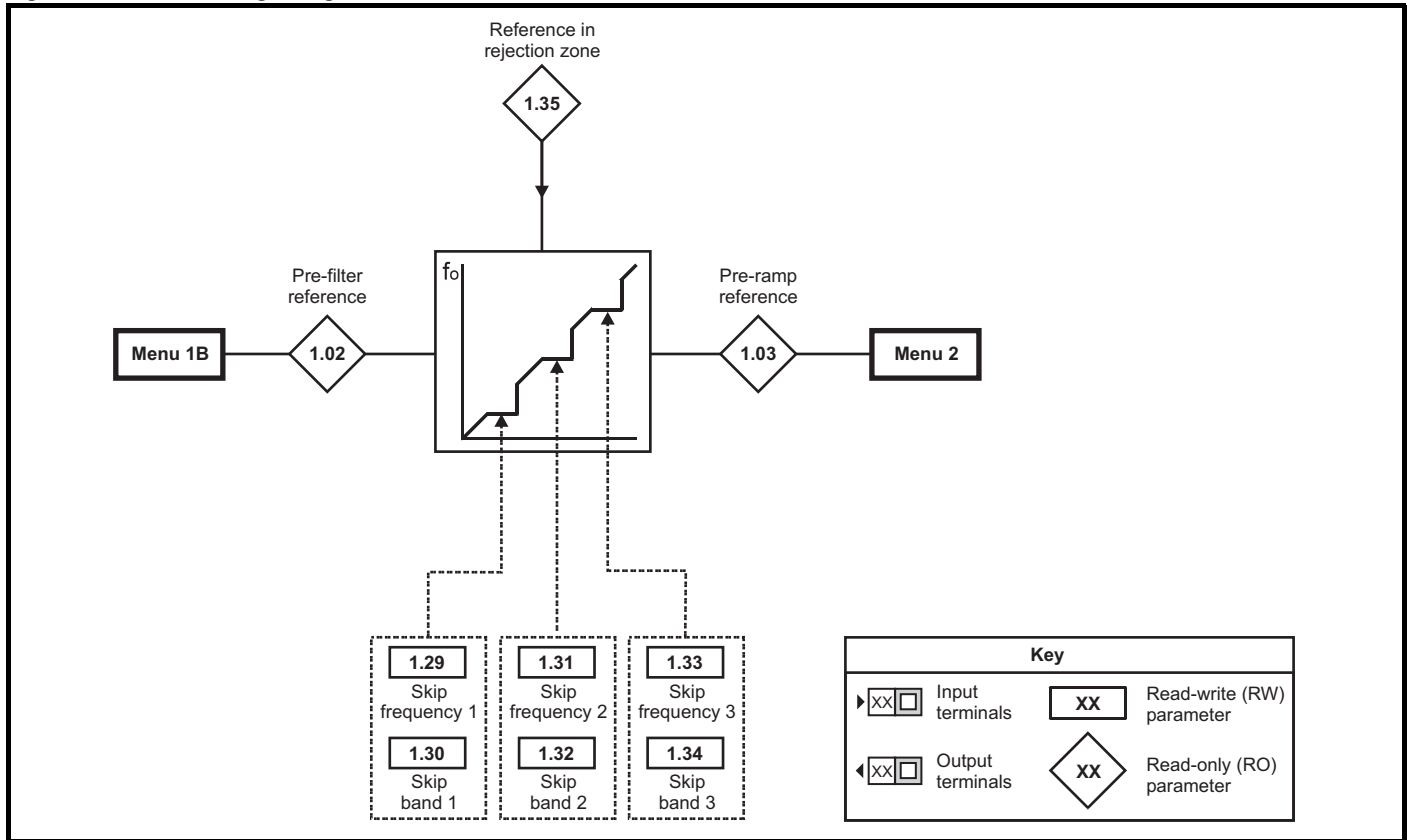 Reference in
rejection zone
1.35
Pre-filter
reference
Pre-ramp
reference
Menu 1B
1.02
fo
1.03
Menu 2
1.29
Skip
frequency 1
1.30
Skip
band 1
1.31
Skip
frequency 2
1.32
Skip
band 2
1.33
Skip
frequency 3
1.34
Skip
band 3
Key
XX
Input
terminals
XX
Read-write (RW)
parameter
XX
Output
terminals
XX
Read-only (RO)
parameter